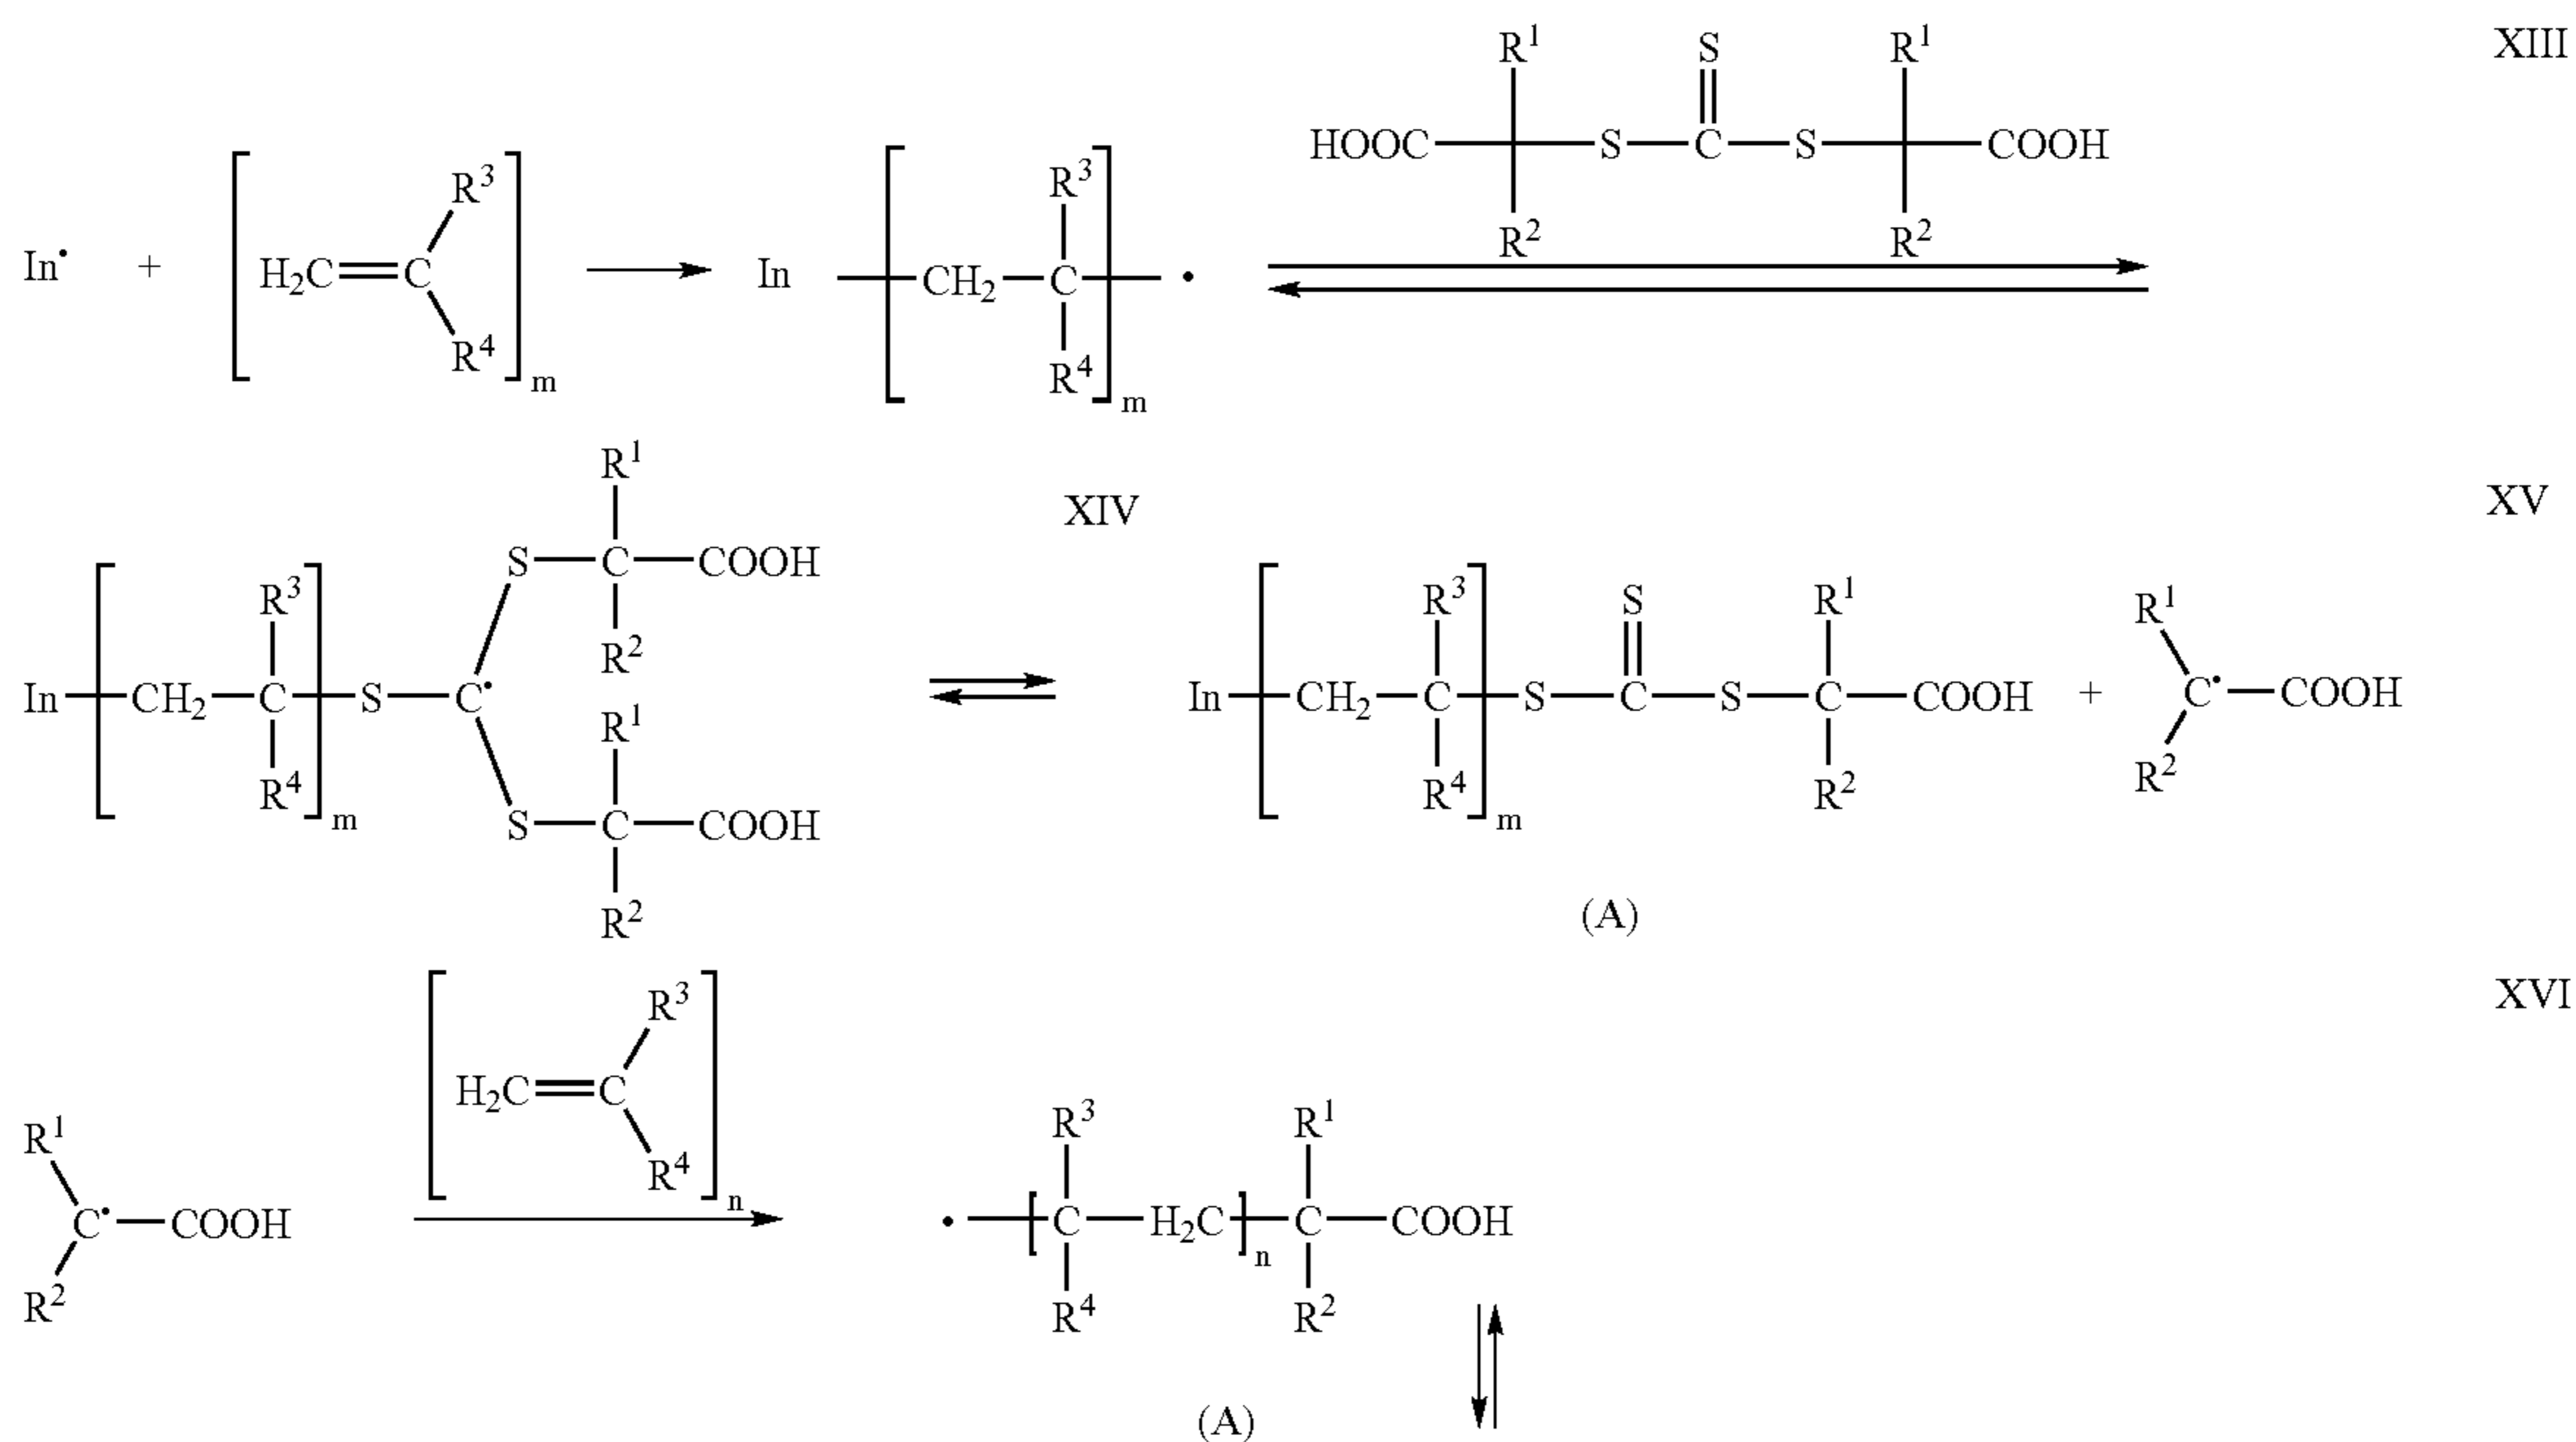 R¹ S R¹ XIII
HOOC S C S COOH
R² R²
In• + [ H₂C=C R³ R⁴ ]m → In [ CH₂—C R³ R⁴ ]m •
XIV XV
In [ CH₂—C R³ R⁴ ]m S—C• S—C R¹ R² —COOH S—C R¹ R² —COOH
In [ CH₂—C R³ R⁴ ]m S—C S —S—C R¹ R² —COOH + R¹ R² C•—COOH
(A)
XVI
[ H₂C=C R³ R⁴ ]n
R¹ R² C•—COOH → • [ C R³ R⁴ —H₂C ]n C R¹ R² —COOH
(A)